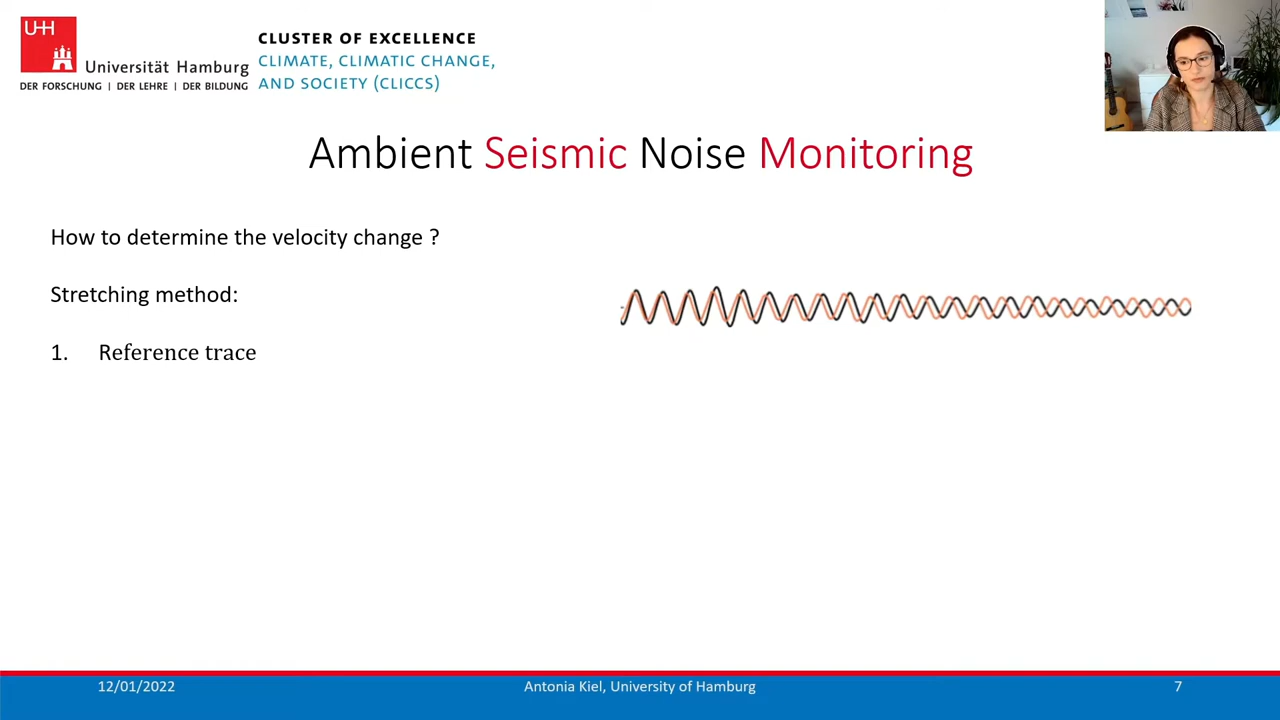 UHH
Universität Hamburg
DER FORSCHUNG | DER LEHRE | DER BILDUNG
CLUSTER OF EXCELLENCE
CLIMATE, CLIMATIC CHANGE,
AND SOCIETY (CLICCS)
Ambient Seismic Noise Monitoring
How to determine the velocity change ?
Stretching method:
1. Reference trace
12/01/2022
Antonia Kiel, University of Hamburg
7